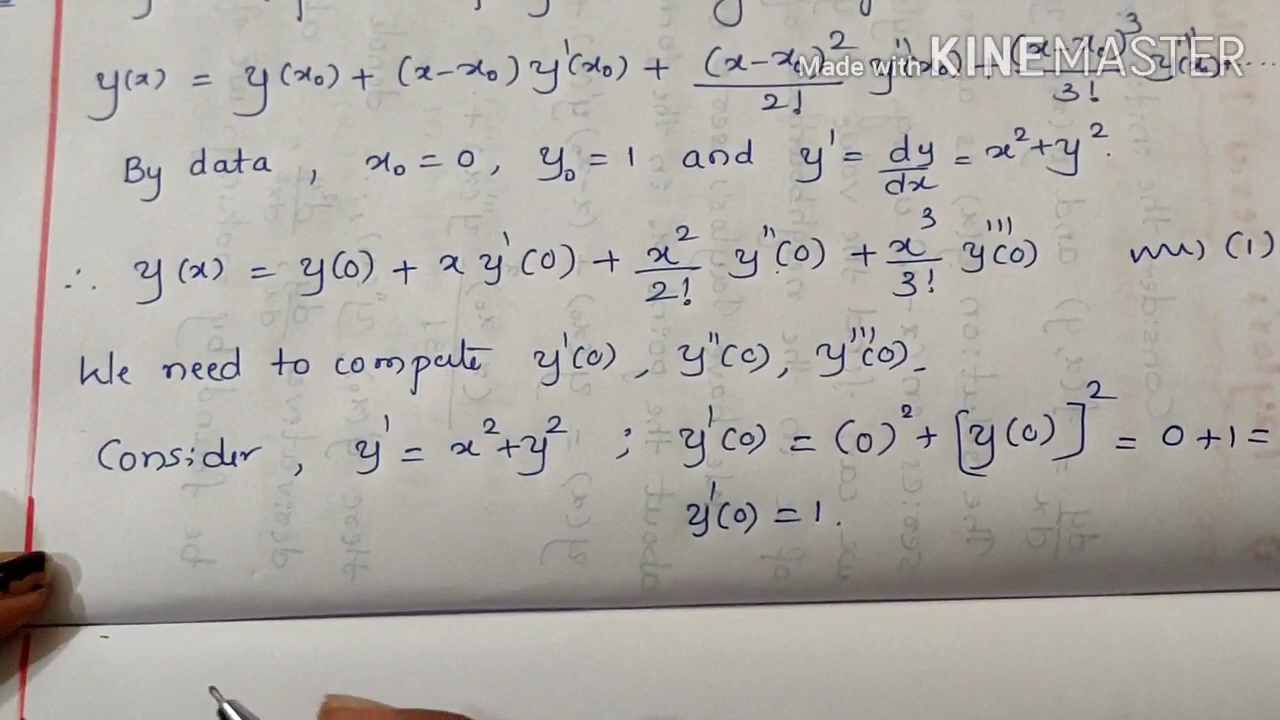 y(x) = y(x₀) + (x-x₀) y'(x₀) + (x-x₀)²/2! y''(x₀) + (x-x₀)³/3! y'''(x₀)+....
Made with KINEMASTER
By data , x₀ = 0, y₀ = 1 and y' = dy/dx = x²+y².
∴ y(x) = y(0) + x y'(0) + x²/2! y''(0) + x³/3! y'''(0) (1)
We need to compute y'(0), y''(0), y'''(0).
Consider, y' = x²+y² ; y'(0) = (0)² + [y(0)]² = 0+1=
y'(0) = 1.